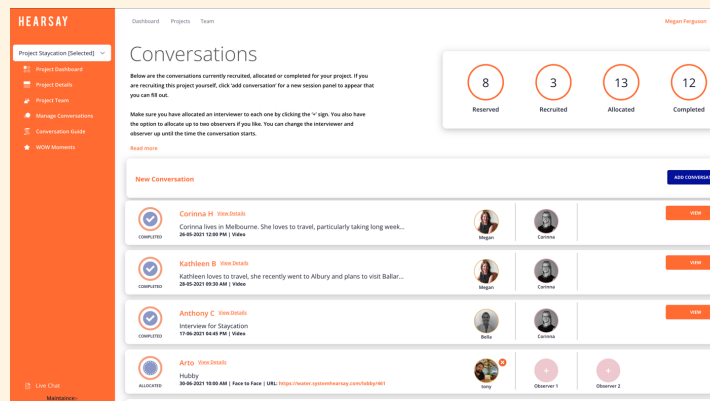 HEARSAY
Dashboard Projects Team
Megan Ferguson
Project Staycation [Selected]
Project Dashboard
Project Details
Project Team
Manage Conversations
Conversation Guide
WOW Moments
Conversations
Below are the conversations currently recruited, allocated or completed for your project. If you
are recruiting this project yourself, click 'add conversation' for a new session panel to appear that
you can fill out.
Make sure you have allocated an interviewer to each one by clicking the '+' sign. You also have
the option to allocate up to two observers if you like. You can change the interviewer and
observer up until the time the conversation starts.
Read more
8 3 13 12
Reserved Recruited Allocated Completed
New Conversation
ADD CONVERSAT
Corinna H View Details
Corinna lives in Melbourne. She loves to travel, particularly taking long week...
26-05-2021 12:00 PM | Video
COMPLETED
Megan Corinna
VIEW
Kathleen B View Details
Kathleen loves to travel, she recently went to Albury and plans to visit Ballar...
28-05-2021 09:30 AM | Video
COMPLETED
Megan Corinna
VIEW
Anthony C View Details
Interview for Staycation
17-06-2021 04:45 PM | Video
COMPLETED
Bella Corinna
VIEW
Arto View Details
Hubby
30-06-2021 10:00 AM | Face to Face | URL: https://water.systemhearsay.com/lobby/461
ALLOCATED
tony Observer 1 Observer 2
Live Chat
Maintaince:-